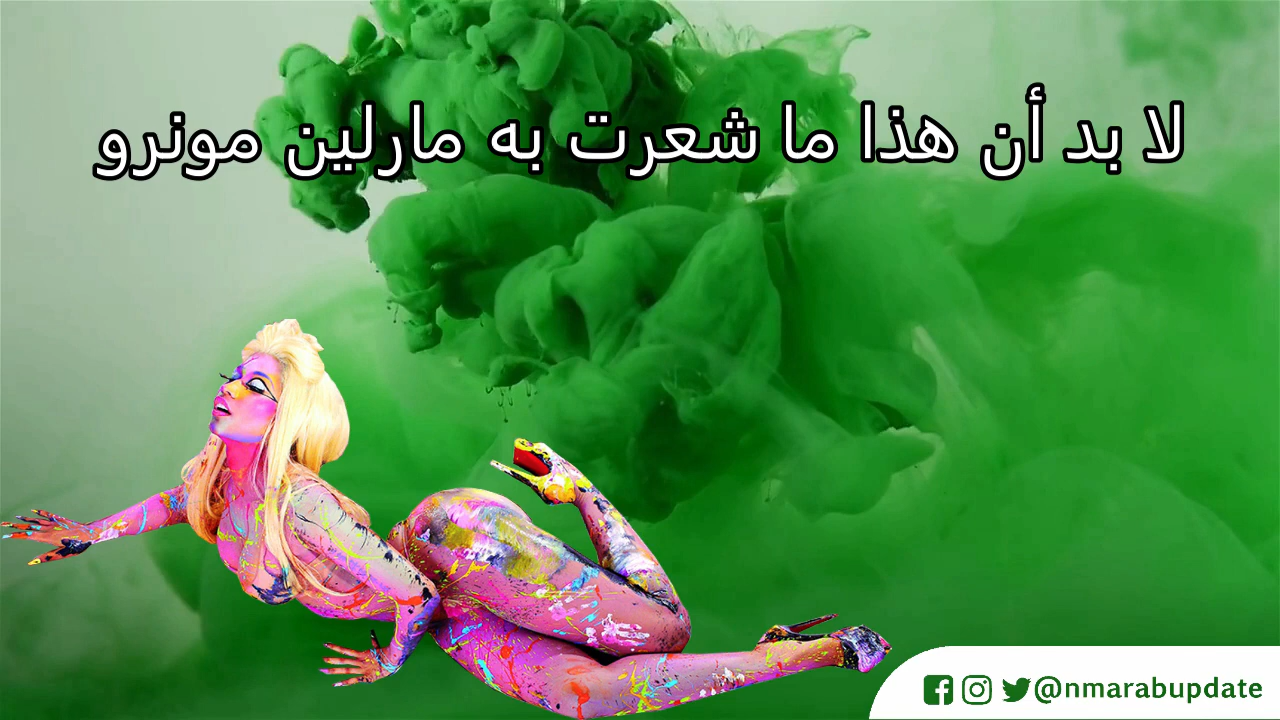 لا بد أن هذا ما شعرت به مارلين مونرو
@nmarabupdate